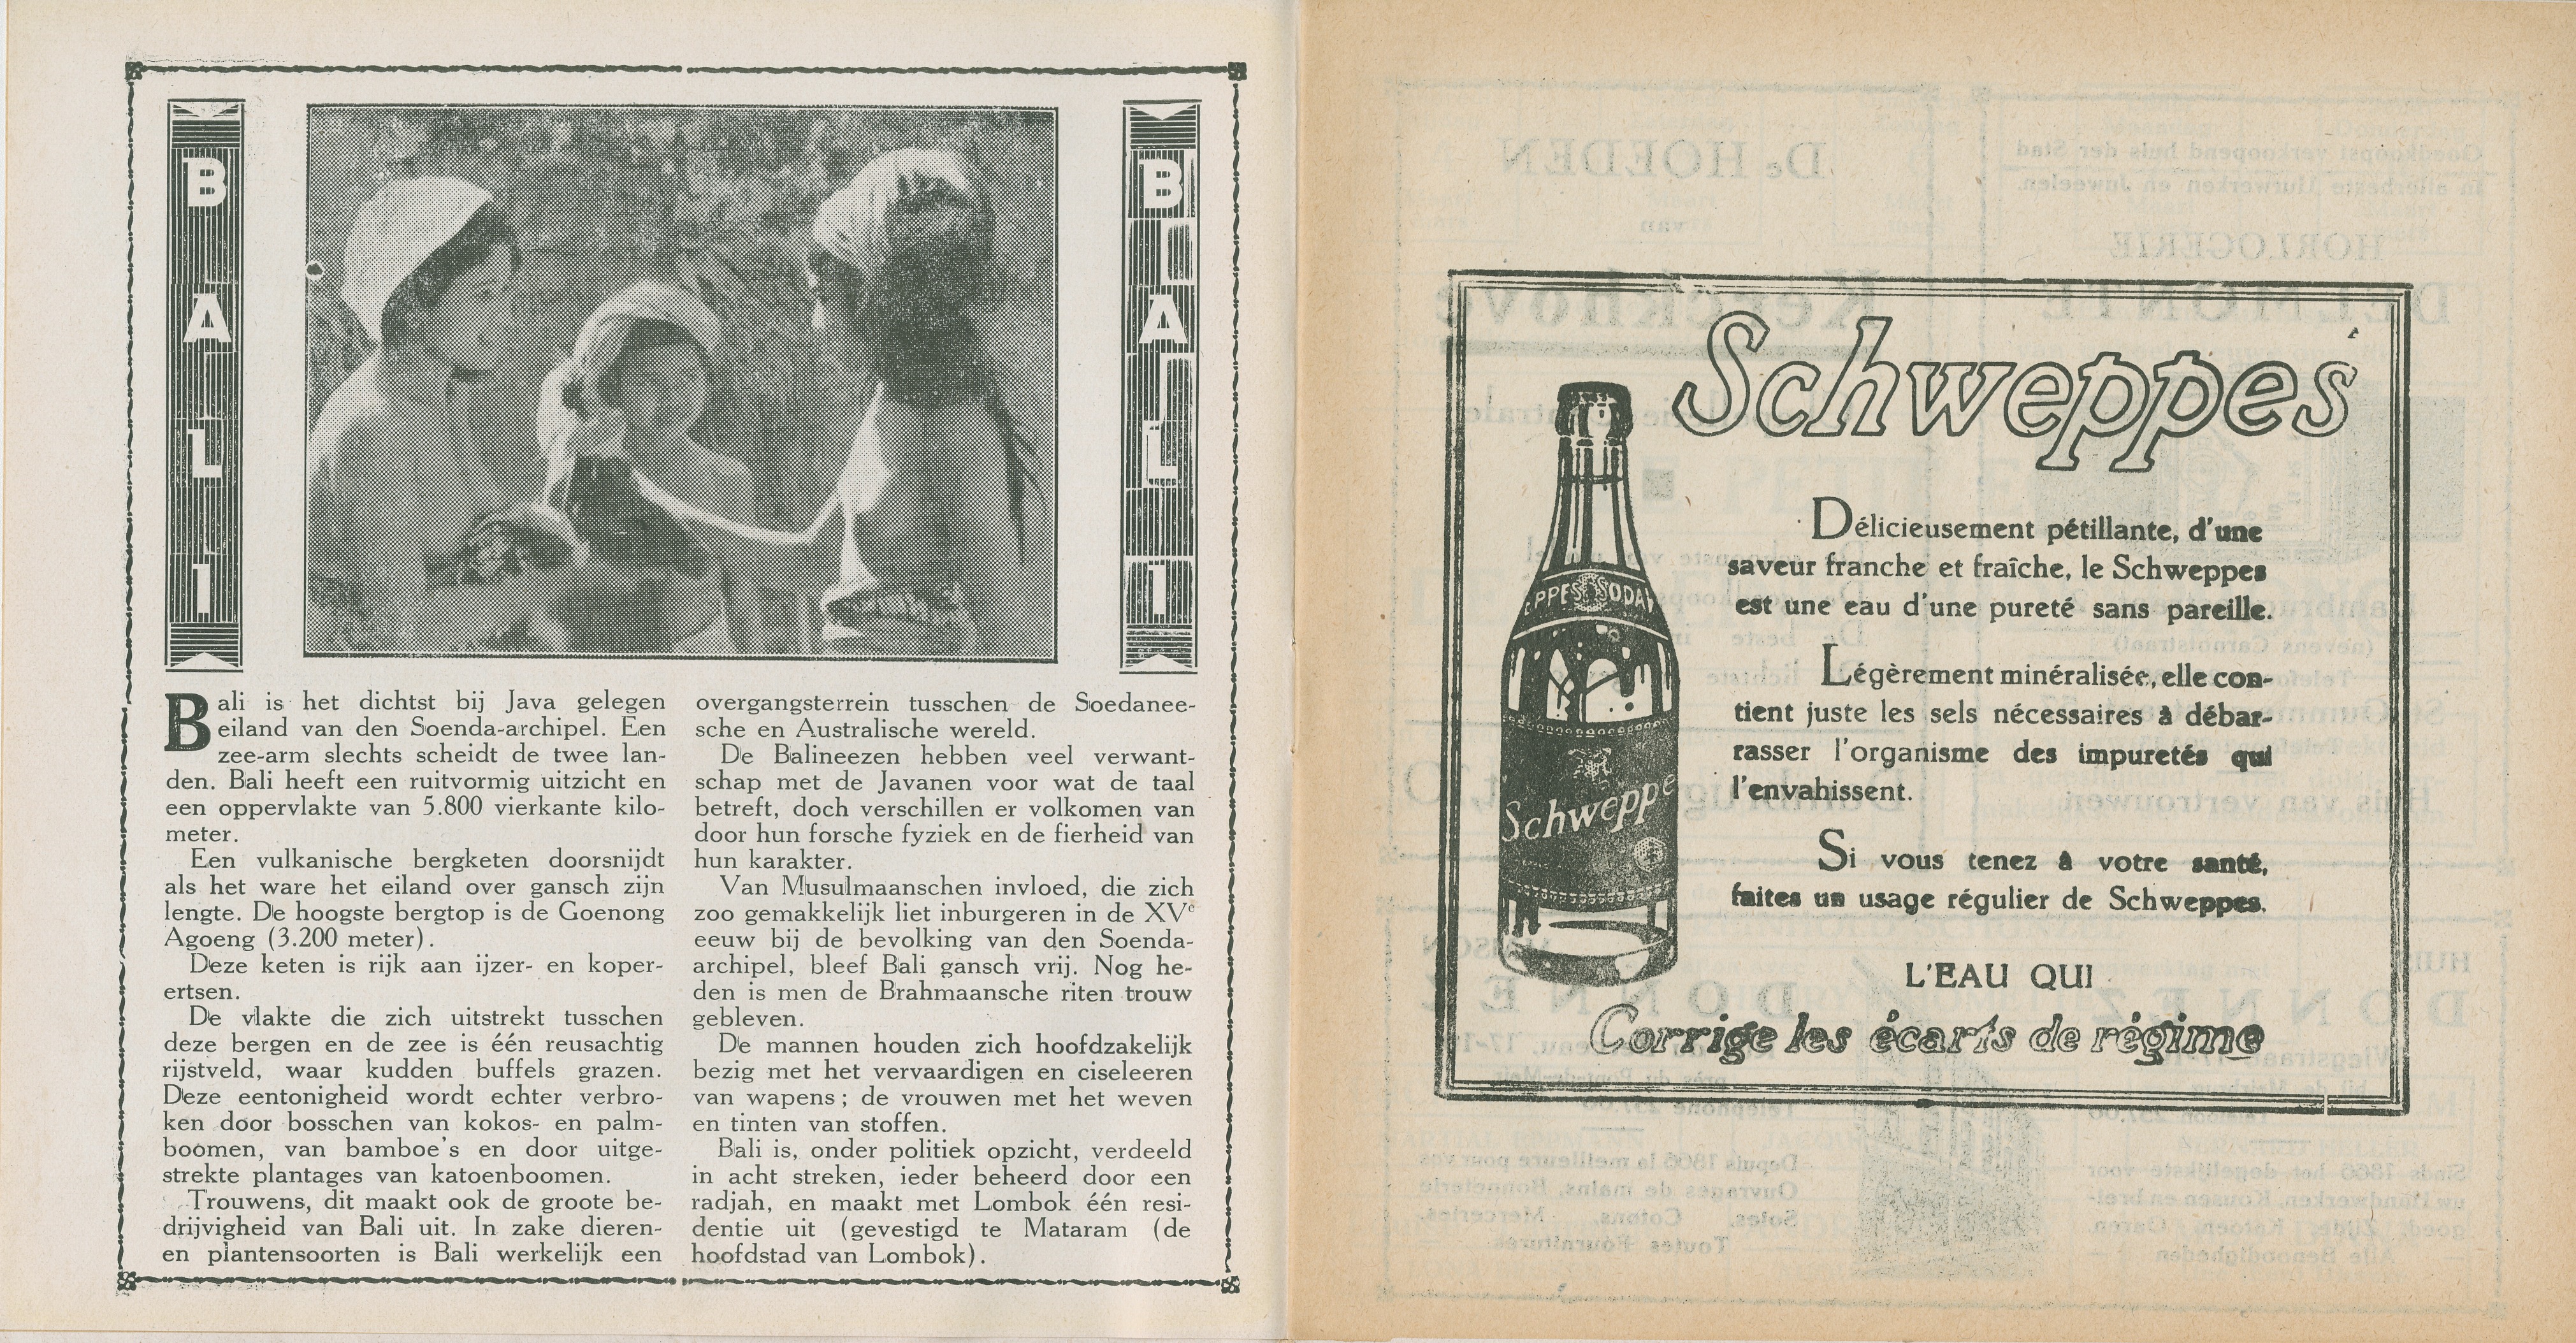 BALI
BALI
Bali is het dichtst bij Java gelegen
eiland van den Soenda-archipel. Een
zee-arm slechts scheidt de twee lan-
den. Bali heeft een ruitvormig uitzicht en
een oppervlakte van 5.800 vierkante kilo-
meter.
Een vulkanische bergketen doorsnijdt
als het ware het eiland over gansch zijn
lengte. De hoogste bergtop is de Goenong
Agoeng (3.200 meter).
Deze keten is rijk aan ijzer- en koper-
ertsen.
De vlakte die zich uitstrekt tusschen
deze bergen en de zee is één reusachtig
rijstveld, waar kudden buffels grazen.
Deze eentonigheid wordt echter verbro-
ken door bosschen van kokos- en palm-
boomen, van bamboe's en door uitge-
strekte plantages van katoenboomen.
Trouwens, dit maakt ook de groote be-
drijvigheid van Bali uit. In zake dieren-
en plantensoorten is Bali werkelijk een
overgangsterrein tusschen de Soedanee-
sche en Australische wereld.
De Balineezen hebben veel verwant-
schap met de Javanen voor wat de taal
betreft, doch verschillen er volkomen van
door hun forsche fyziek en de fierheid van
hun karakter.
Van Musulmaanschen invloed, die zich
zoo gemakkelijk liet inburgeren in de XVe
eeuw bij de bevolking van den Soenda-
archipel, bleef Bali gansch vrij. Nog he-
den is men de Brahmaansche riten trouw
gebleven.
De mannen houden zich hoofdzakelijk
bezig met het vervaardigen en ciseleeren
van wapens; de vrouwen met het weven
en tinten van stoffen.
Bali is, onder politiek opzicht, verdeeld
in acht streken, ieder beheerd door een
radjah, en maakt met Lombok één resi-
dentie uit (gevestigd te Mataram (de
hoofdstad van Lombok).
Schweppes
Délicieusement pétillante, d'une
saveur franche et fraîche, le Schweppes
est une eau d'une pureté sans pareille.
Légèrement minéralisée, elle con-
tient juste les sels nécessaires à débar-
rasser l'organisme des impuretés qui
l'envahissent.
Si vous tenez à votre santé,
faites un usage régulier de Schweppes.
L'EAU QUI
Corrige les écarts de régime
PPES SODA
Schweppe